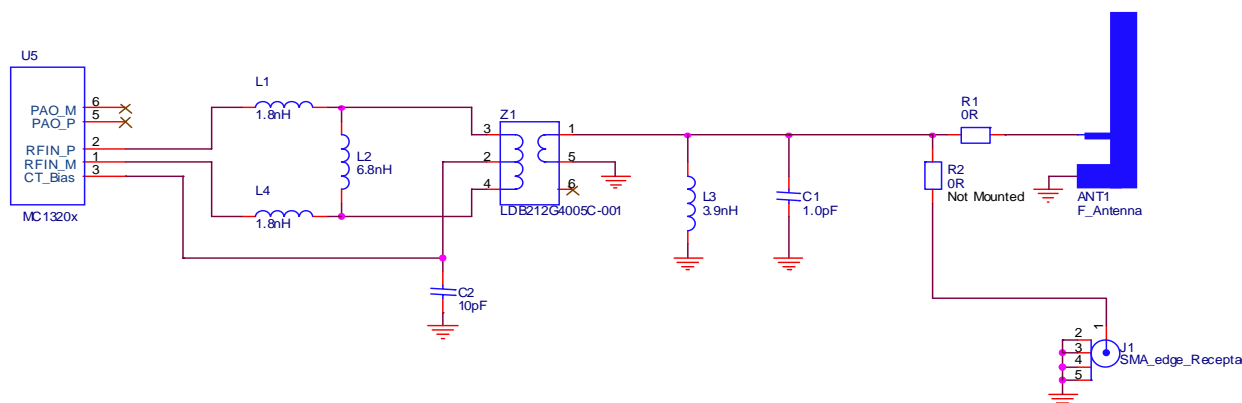 U5
PAO_M 6
PAO_P 5
RFIN_P 2
RFIN_M 1
CT_Bias 3
MC1320x
L1
1.8nH
L2
6.8nH
L4
1.8nH
C2
10pF
Z1
3
2
4
1
5
6
LDB212G4005C-001
L3
3.9nH
C1
1.0pF
R1
0R
R2
0R
Not Mounted
ANT1
F_Antenna
1
2
3
4
5
J1
SMA_edge_Recepta